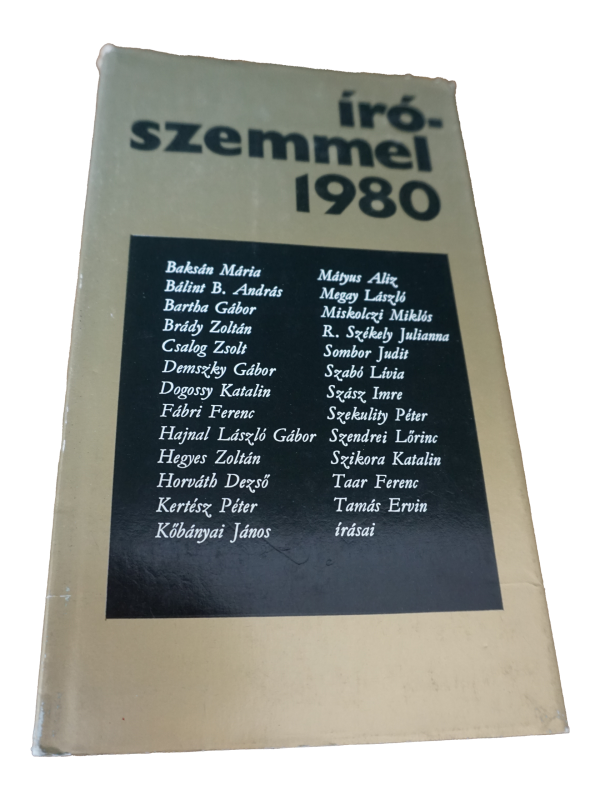 író-
szemmel
1980
Baksán Mária
Bálint B. András
Bartha Gábor
Brády Zoltán
Csalog Zsolt
Demszky Gábor
Dogossy Katalin
Fábri Ferenc
Hajnal László Gábor
Hegyes Zoltán
Horváth Dezső
Kertész Péter
Kőbányai János
Mátyus Aliz
Megay László
Miskolczi Miklós
R. Székely Julianna
Sombor Judit
Szabó Lívia
Szász Imre
Szekulity Péter
Szendrei Lőrinc
Szikora Katalin
Taar Ferenc
Tamás Ervin
írásai